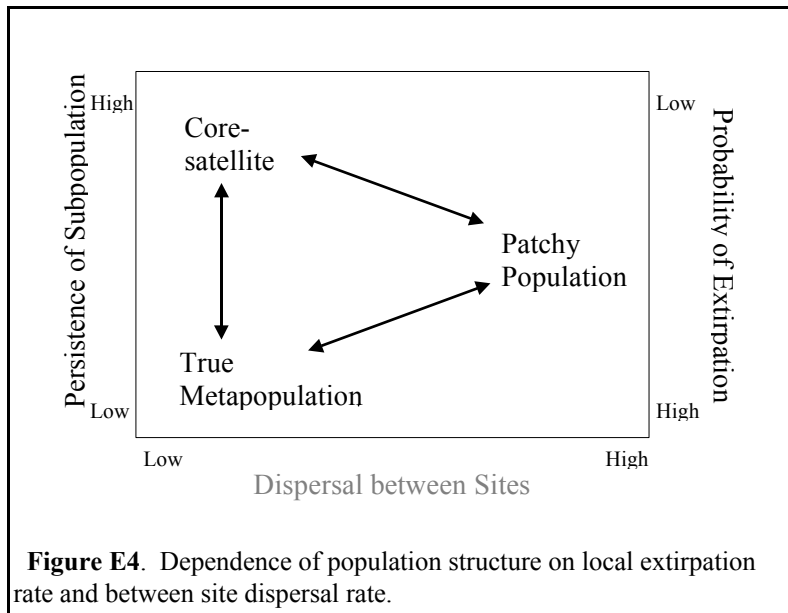 Persistence of Subpopulation
High
Low
Core-
satellite
Patchy
Population
True
Metapopulation
Low
High
Probability of Extirpation
Low
High
Dispersal between Sites
Figure E4.  Dependence of population structure on local extirpation
rate and between site dispersal rate.